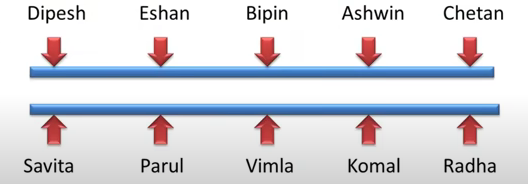 Dipesh Eshan Bipin Ashwin Chetan
Savita Parul Vimla Komal Radha